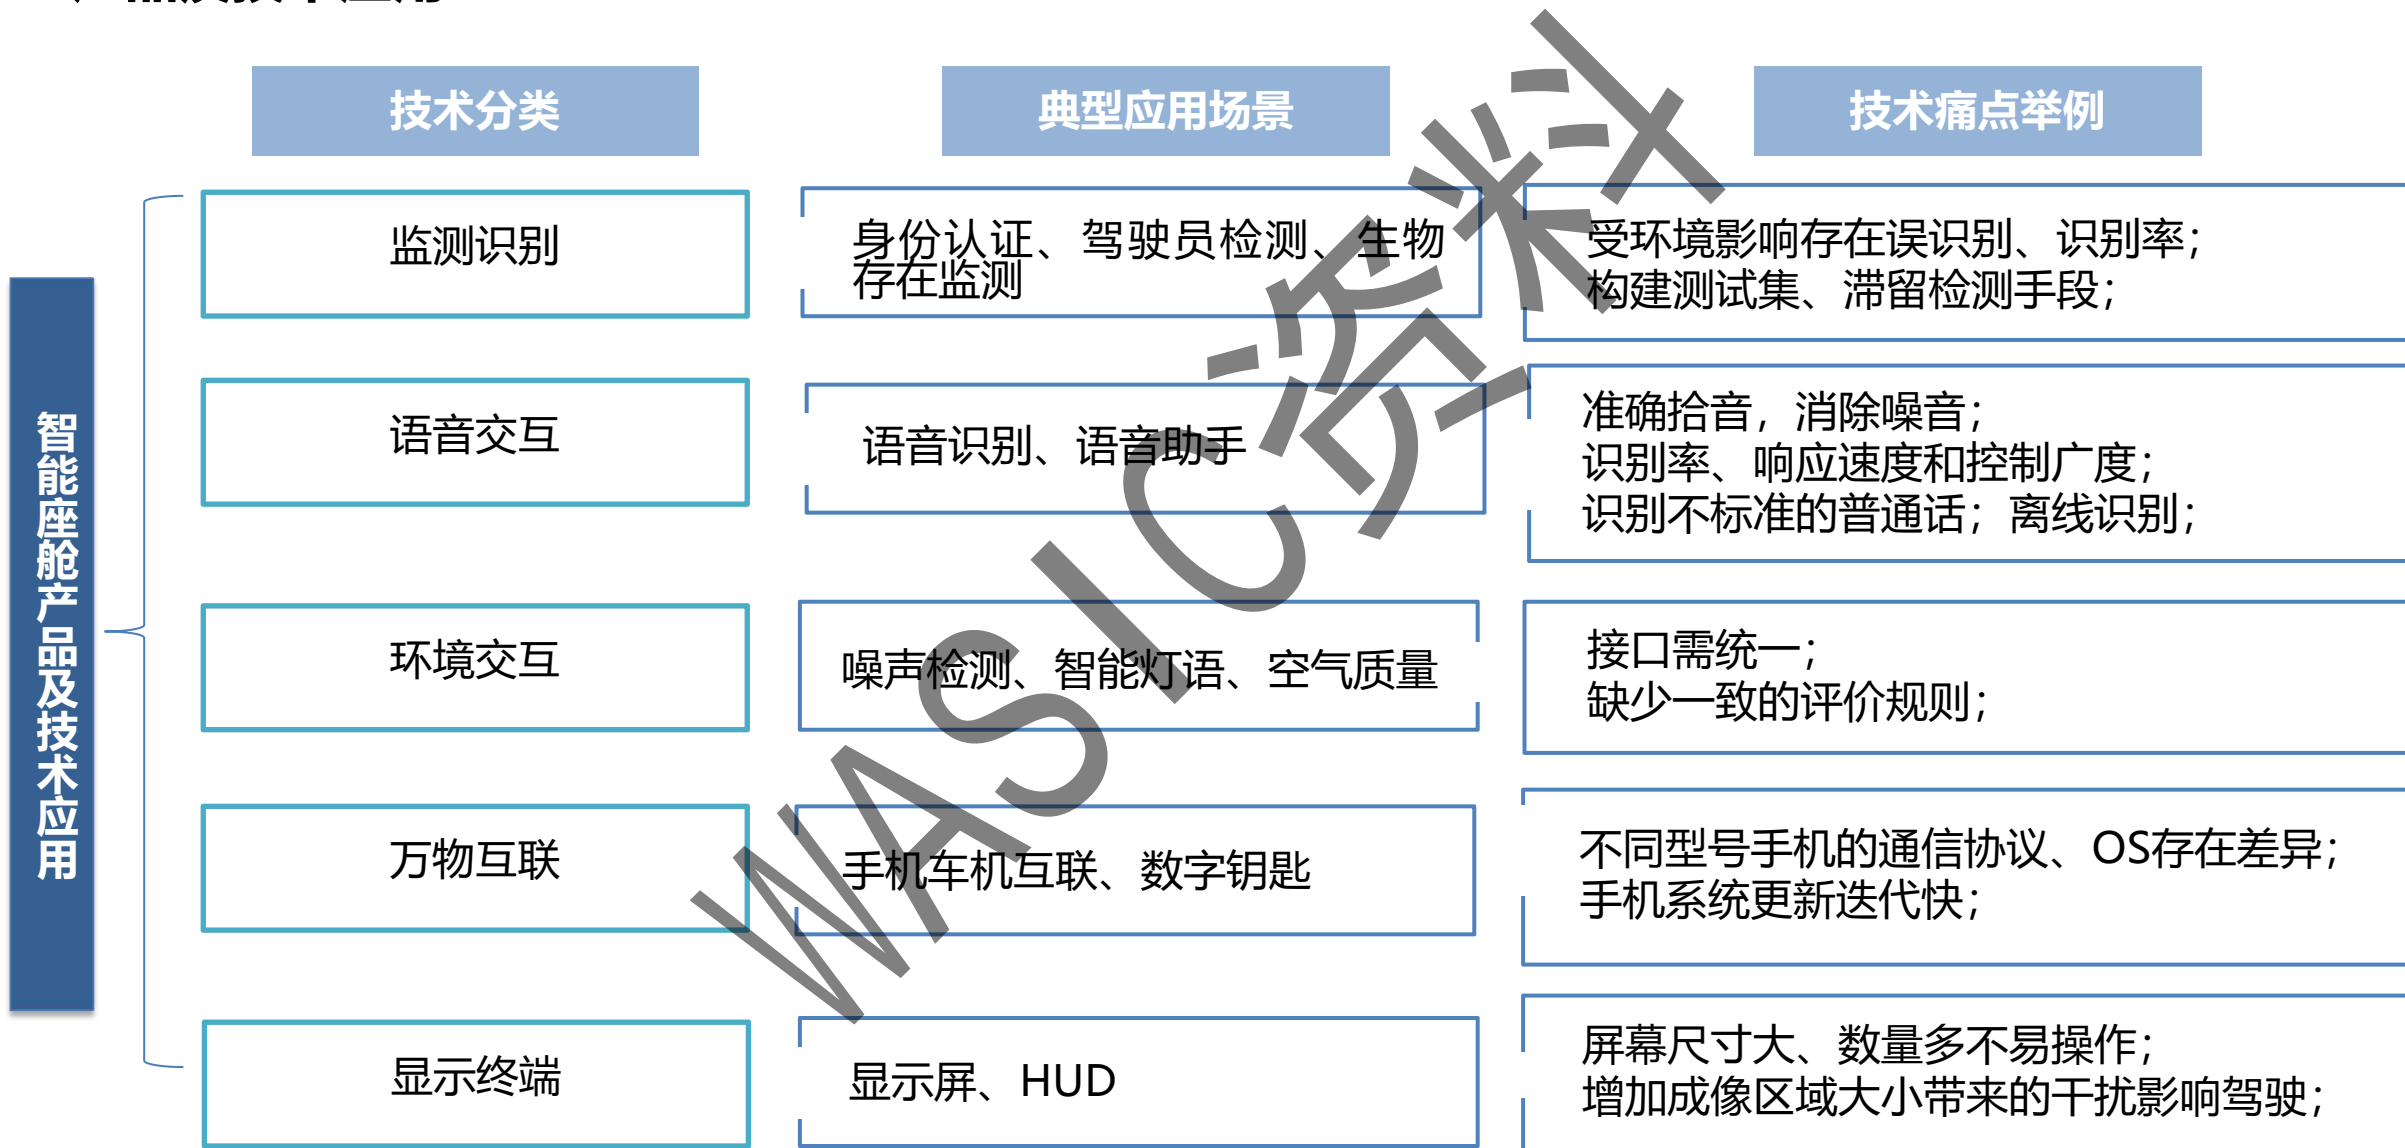 技术分类
典型应用场景
技术痛点举例
智能座舱产品及技术应用
监测识别
身份认证、驾驶员检测、生物
存在监测
受环境影响存在误识别、识别率；
构建测试集、滞留检测手段；
语音交互
语音识别、语音助手
准确拾音，消除噪音；
识别率、响应速度和控制广度；
识别不标准的普通话；离线识别；
环境交互
噪声检测、智能灯语、空气质量
接口需统一；
缺少一致的评价规则；
万物互联
手机车机互联、数字钥匙
不同型号手机的通信协议、OS存在差异；
手机系统更新迭代快；
显示终端
显示屏、HUD
屏幕尺寸大、数量多不易操作；
增加成像区域大小带来的干扰影响驾驶；
WASIC资料